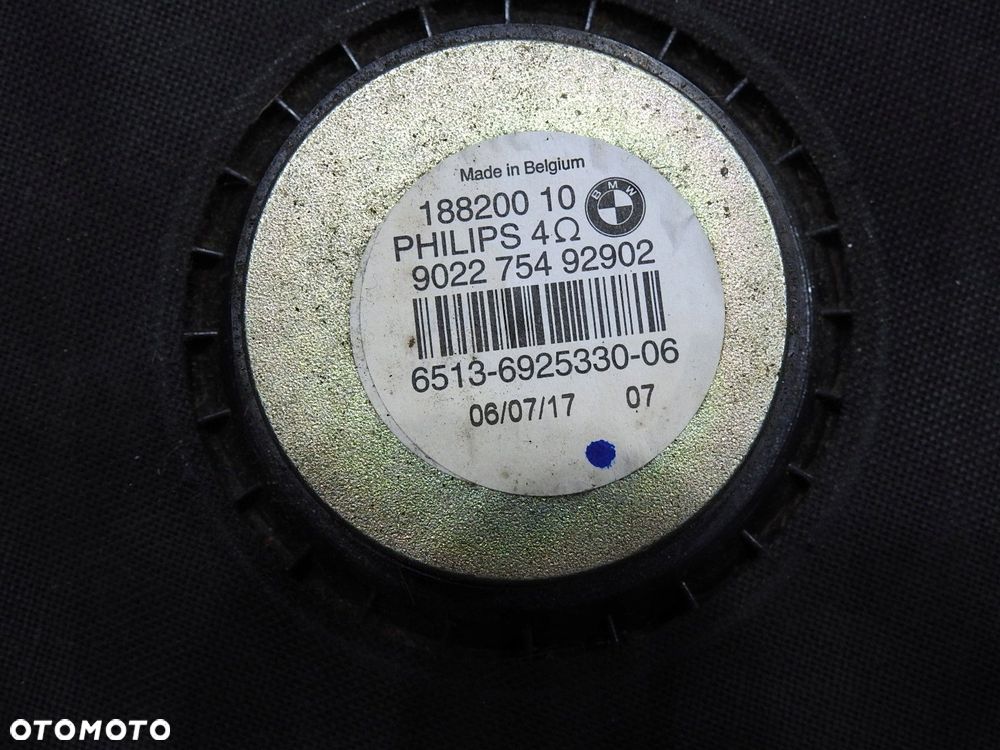 Made in Belgium
188200 10
BMW
PHILIPS 4Ω
9022 754 92902
6513-6925330-06
06/07/17 07
OTOMOTO